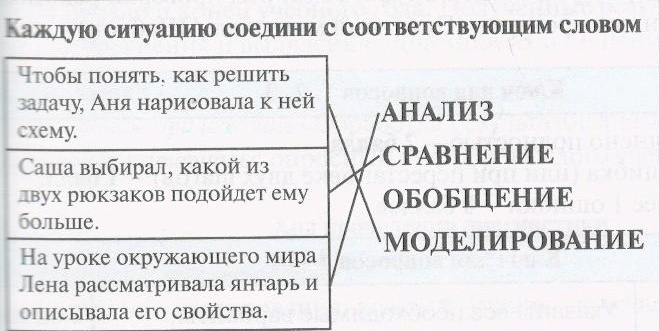 Каждую ситуацию соедини с соответствующим словом
Чтобы понять, как решить
задачу, Аня нарисовала к ней
схему.
Саша выбирал, какой из
двух рюкзаков подойдет ему
больше.
На уроке окружающего мира
Лена рассматривала янтарь и
описывала его свойства.
АНАЛИЗ
СРАВНЕНИЕ
ОБОБЩЕНИЕ
МОДЕЛИРОВАНИЕ